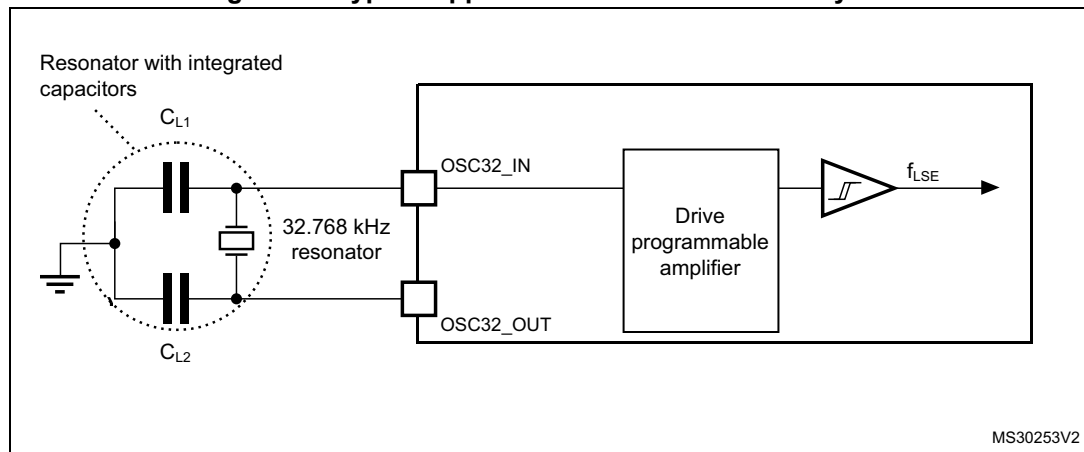 Resonator with integrated
capacitors
C_L1
OSC32_IN
f_LSE
32.768 kHz
resonator
Drive
programmable
amplifier
OSC32_OUT
C_L2
MS30253V2